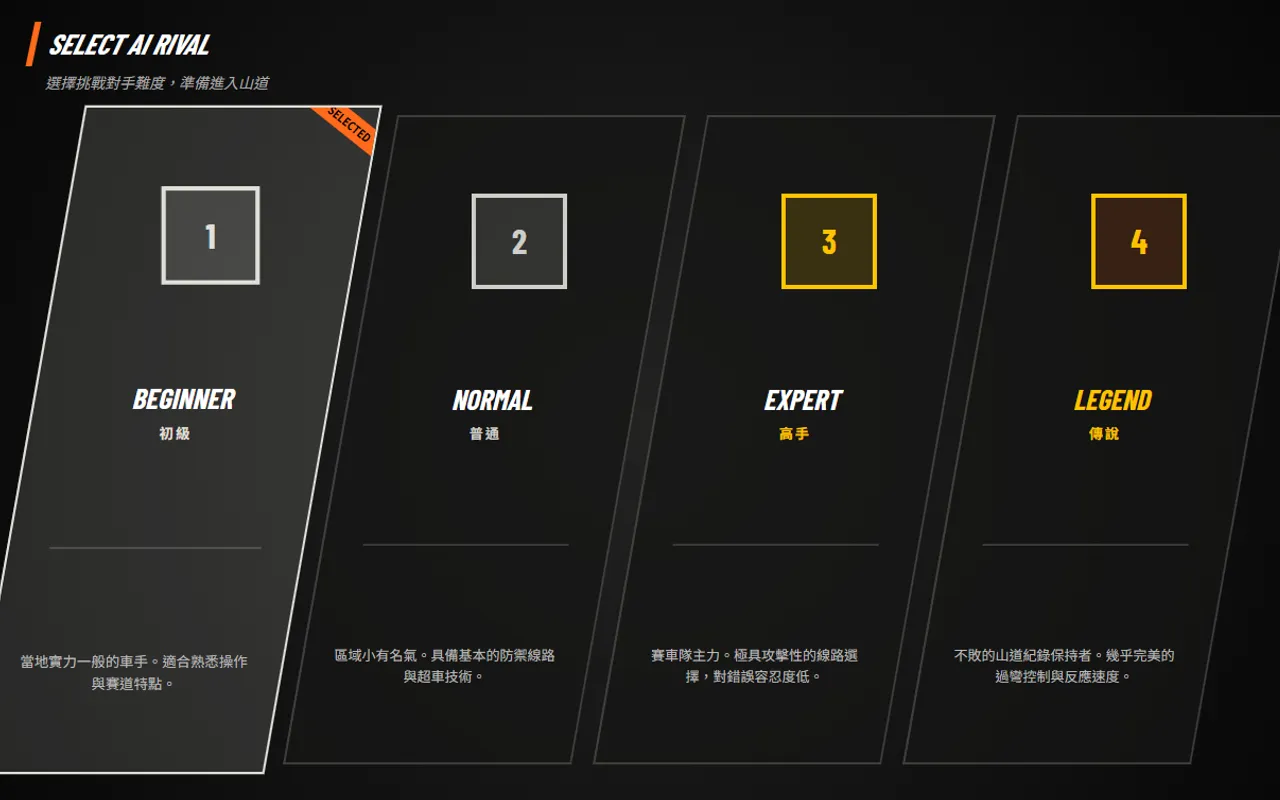 SELECT AI RIVAL
選擇挑戰對手難度，準備進入山道
SELECTED
1
BEGINNER
初級
當地實力一般的車手。適合熟悉操作
與賽道特點。
2
NORMAL
普通
區域小有名氣。具備基本的防禦線路
與超車技術。
3
EXPERT
高手
賽車隊主力。極具攻擊性的線路選
擇，對錯誤容忍度低。
4
LEGEND
傳說
不敗的山道紀錄保持者。幾乎完美的
過彎控制與反應速度。